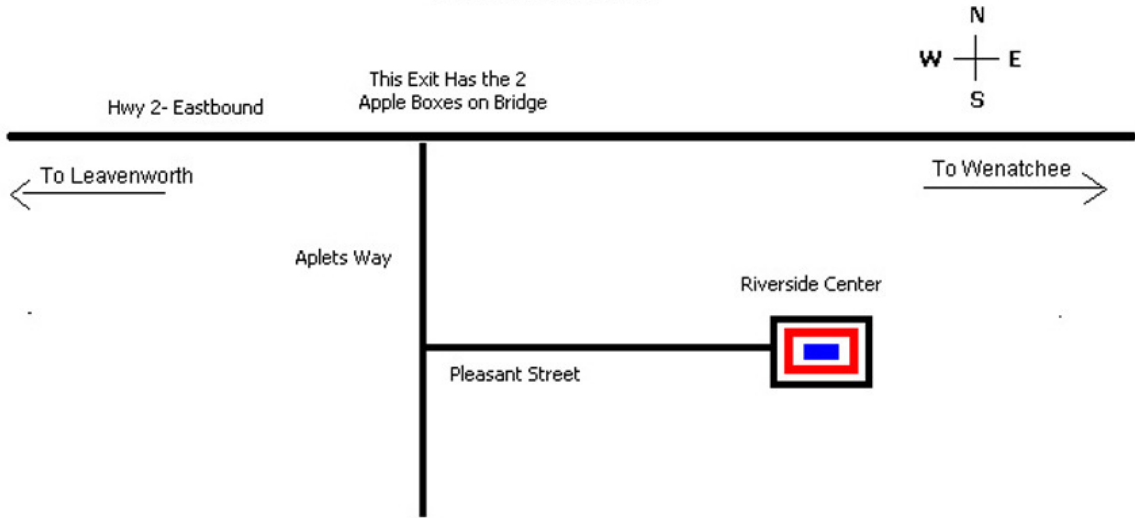 N
W E
S
This Exit Has the 2
Apple Boxes on Bridge
Hwy 2- Eastbound
To Leavenworth
To Wenatchee
Aplets Way
Riverside Center
Pleasant Street